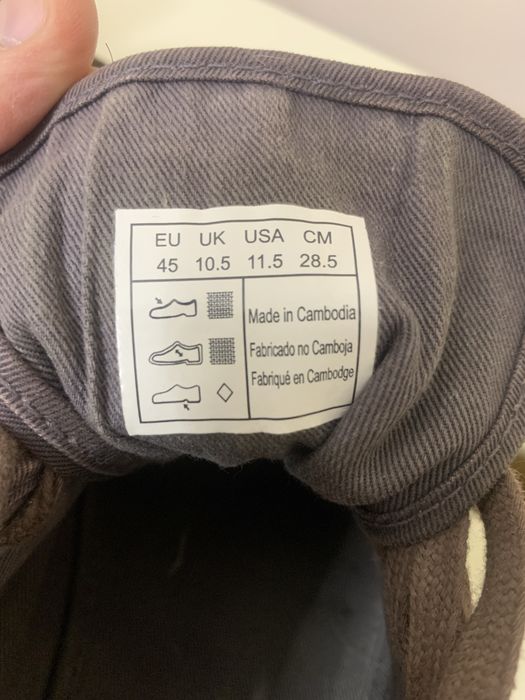 EU UK USA CM
45 10.5 11.5 28.5
Made in Cambodia
Fabricado no Camboja
Fabriqué en Cambodge